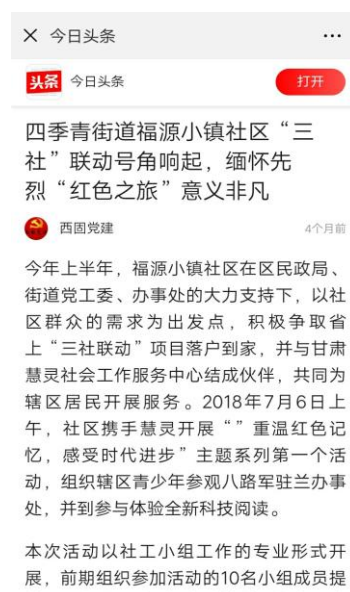 今日头条
头条 今日头条 打开
四季青街道福源小镇社区“三
社”联动号角响起，缅怀先
烈“红色之旅”意义非凡
西固党建 4个月前
今年上半年，福源小镇社区在区民政局、
街道党工委、办事处的大力支持下，以社
区群众的需求为出发点，积极争取省
上“三社联动”项目落户到家，并与甘肃
慧灵社会工作服务中心结成伙伴，共同为
辖区居民开展服务。2018年7月6日上
午，社区携手慧灵开展“”重温红色记
忆，感受时代进步”主题系列第一个活
动，组织辖区青少年参观八路军驻兰办事
处，并到参与体验全新科技阅读。
本次活动以社工小组工作的专业形式开
展，前期组织参加活动的10名小组成员提